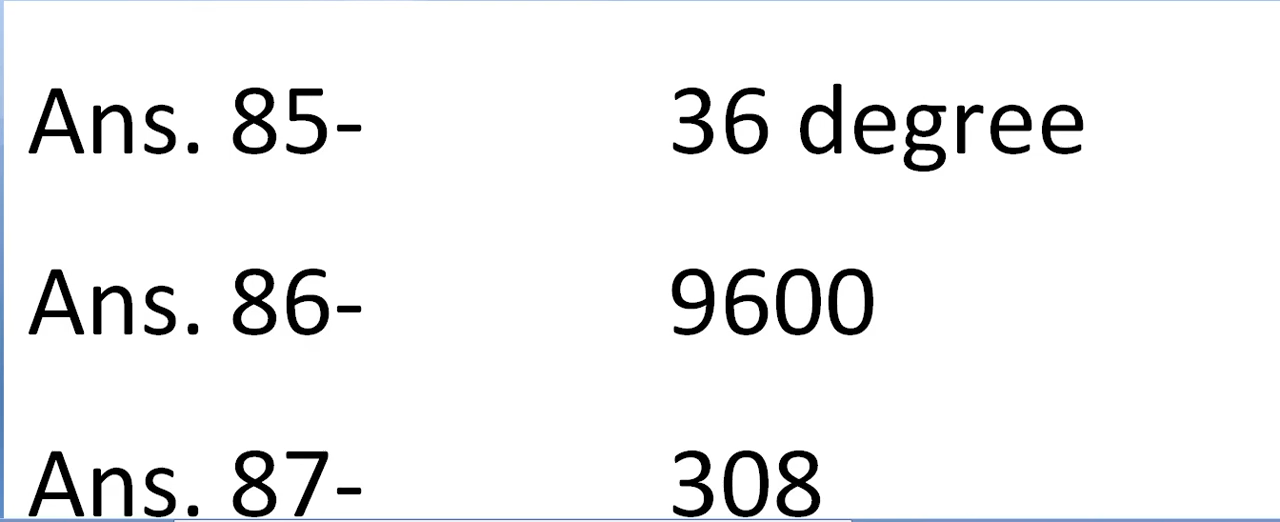 Ans. 85- 36 degree
Ans. 86- 9600
Ans. 87- 308